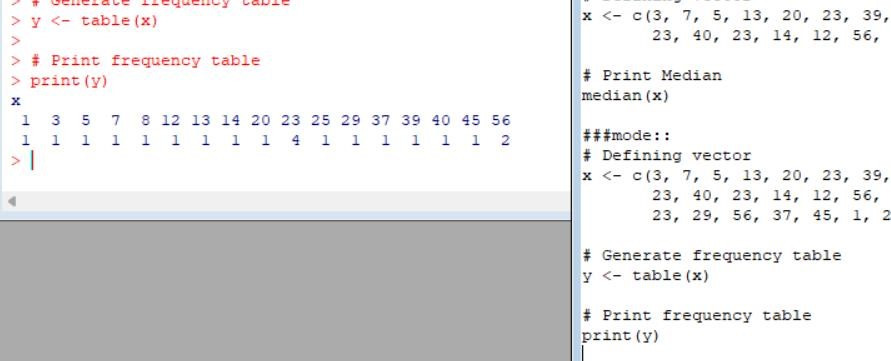 > # Generate frequency table
> y <- table(x)
>
> # Print frequency table
> print(y)
x
1 3 5 7 8 12 13 14 20 23 25 29 37 39 40 45 56
1 1 1 1 1 1 1 1 1 4 1 1 1 1 1 1 2
>
x <- c(3, 7, 5, 13, 20, 23, 39,
23, 40, 23, 14, 12, 56,
# Print Median
median(x)
###mode::
# Defining vector
x <- c(3, 7, 5, 13, 20, 23, 39,
23, 40, 23, 14, 12, 56,
23, 29, 56, 37, 45, 1, 2
# Generate frequency table
y <- table(x)
# Print frequency table
print(y)